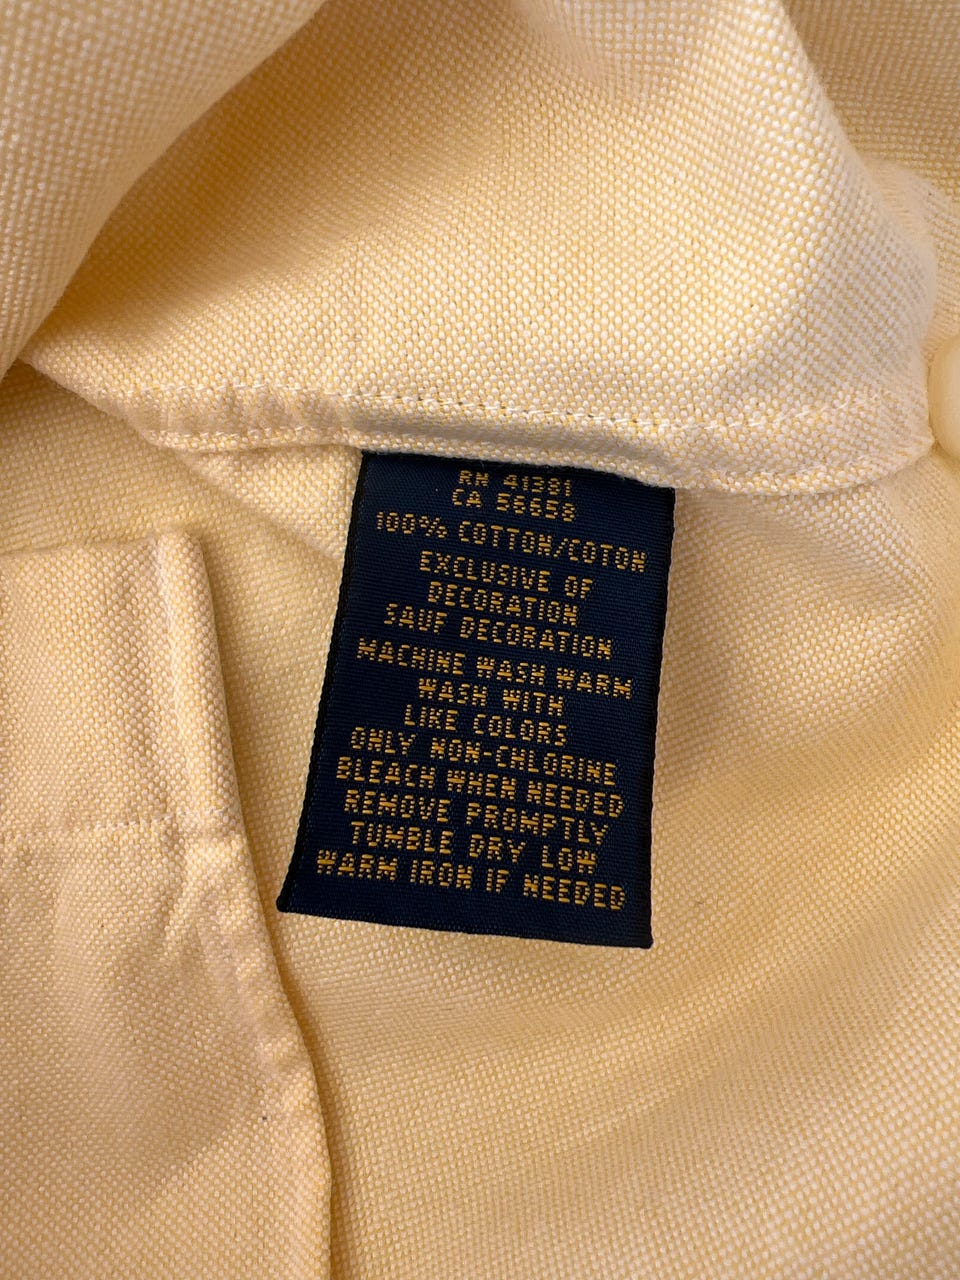 RN 41381
CA 56658
100% COTTON/COTON
EXCLUSIVE OF
DECORATION
SAUF DECORATION
MACHINE WASH WARM
WASH WITH
LIKE COLORS
ONLY NON-CHLORINE
BLEACH WHEN NEEDED
REMOVE PROMPTLY
TUMBLE DRY LOW
WARM IRON IF NEEDED